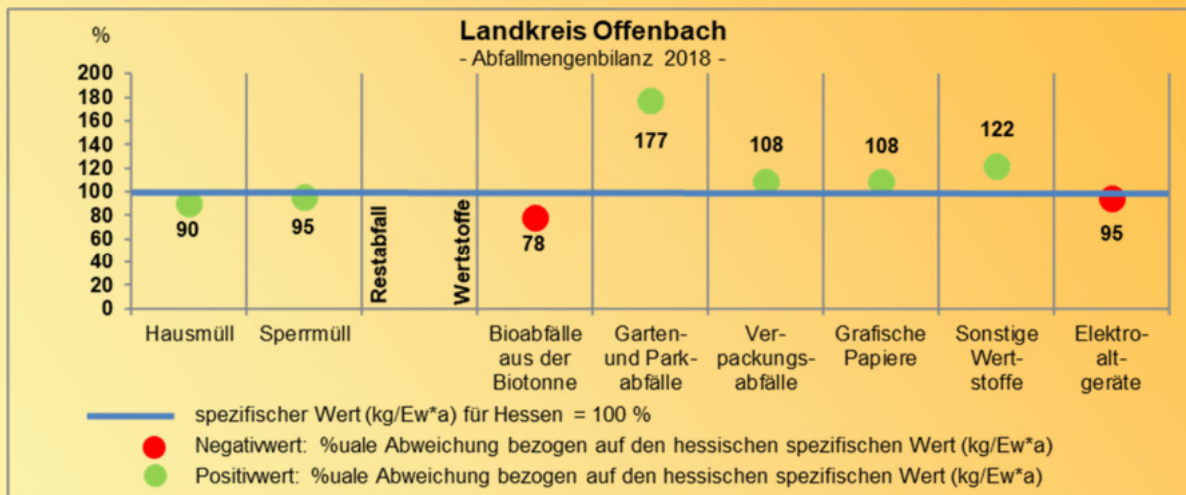 Landkreis Offenbach
- Abfallmengenbilanz 2018 -
%
200
180
160
140
120
100
80
60
40
20
0
90
95
Restabfall
Wertstoffe
78
177
108
108
122
95
Hausmüll
Sperrmüll
Bioabfälle
aus der
Biotonne
Garten-
und Park-
abfälle
Ver-
packungs-
abfälle
Grafische
Papiere
Sonstige
Wert-
stoffe
Elektro-
alt-
geräte
spezifischer Wert (kg/Ew*a) für Hessen = 100 %
Negativwert: %uale Abweichung bezogen auf den hessischen spezifischen Wert (kg/Ew*a)
Positivwert: %uale Abweichung bezogen auf den hessischen spezifischen Wert (kg/Ew*a)